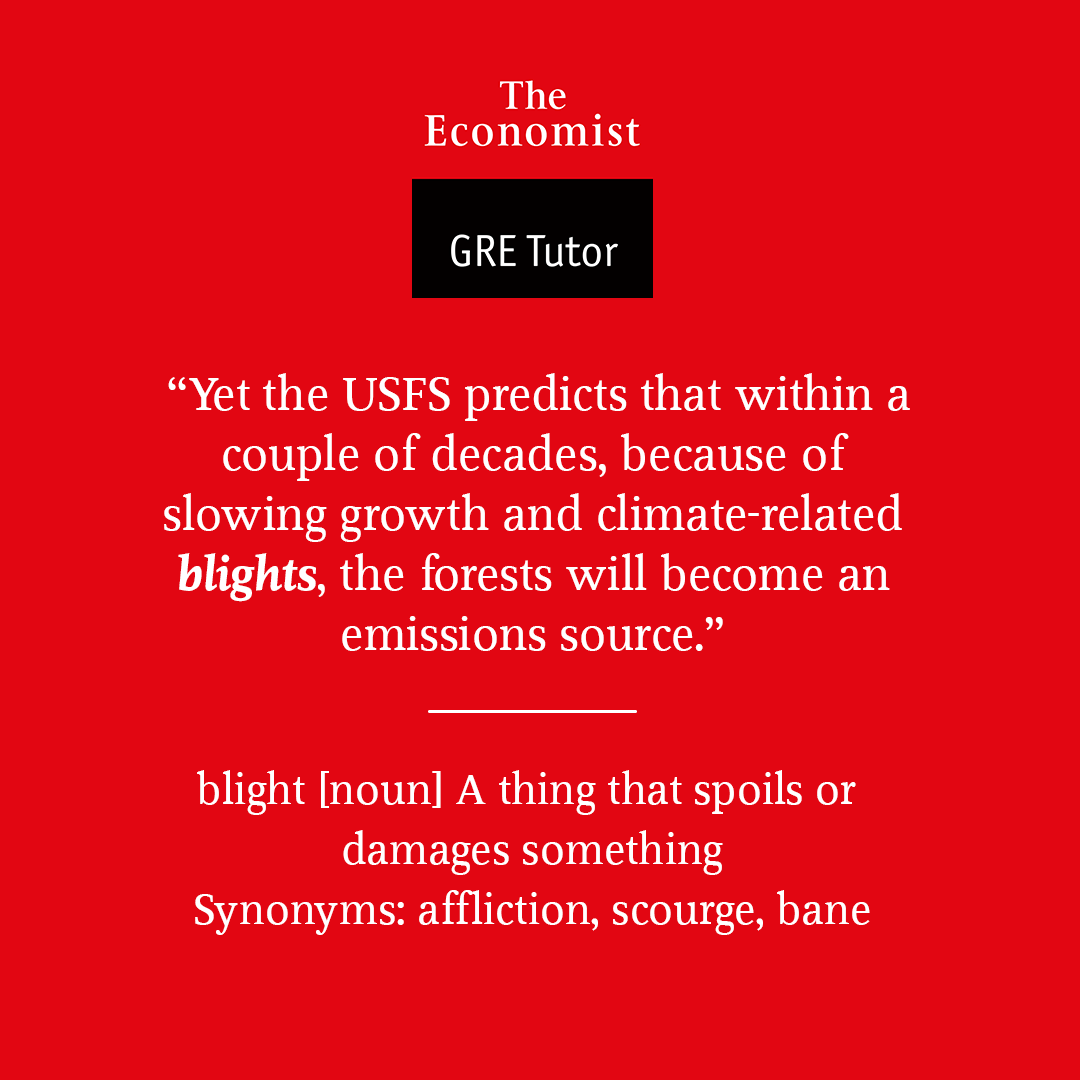 The
Economist
GRE Tutor
“Yet the USFS predicts that within a
couple of decades, because of
slowing growth and climate-related
blights, the forests will become an
emissions source.”
blight [noun] A thing that spoils or
damages something
Synonyms: affliction, scourge, bane